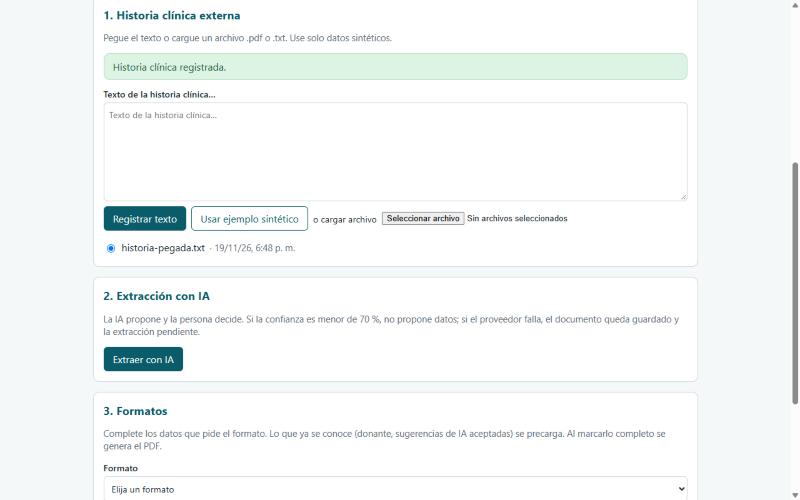 1. Historia clínica externa
Pegue el texto o cargue un archivo .pdf o .txt. Use solo datos sintéticos.
Historia clínica registrada.
Texto de la historia clínica...
Texto de la historia clínica...
Registrar texto
Usar ejemplo sintético
o cargar archivo
Seleccionar archivo
Sin archivos seleccionados
historia-pegada.txt · 19/11/26, 6:48 p. m.
2. Extracción con IA
La IA propone y la persona decide. Si la confianza es menor de 70 %, no propone datos; si el proveedor falla, el documento queda guardado y
la extracción pendiente.
Extraer con IA
3. Formatos
Complete los datos que pide el formato. Lo que ya se conoce (donante, sugerencias de IA aceptadas) se precarga. Al marcarlo completo se
genera el PDF.
Formato
Elija un formato